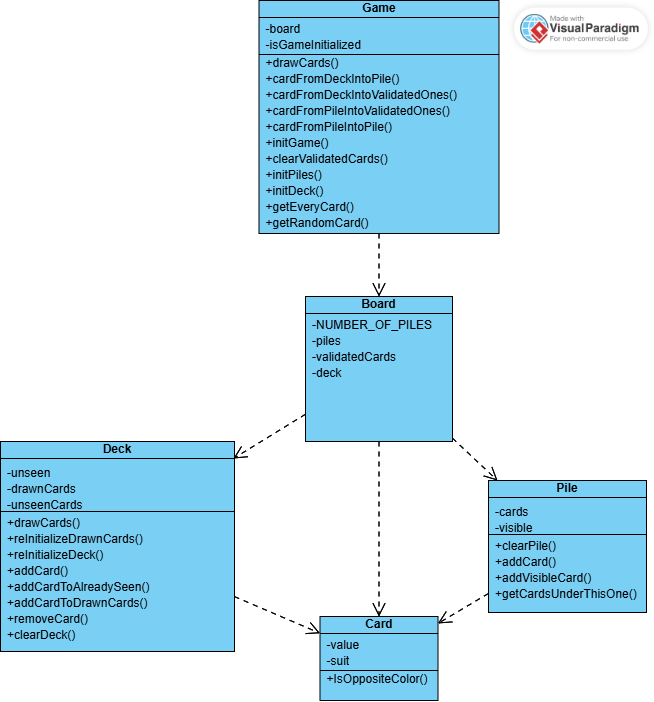 Game
-board
-isGameInitialized
+drawCards()
+cardFromDeckIntoPile()
+cardFromDeckIntoValidatedOnes()
+cardFromPileIntoValidatedOnes()
+cardFromPileIntoPile()
+initGame()
+clearValidatedCards()
+initPiles()
+initDeck()
+getEveryCard()
+getRandomCard()
Made with
VisualParadigm
For non-commercial use
Board
-NUMBER_OF_PILES
-piles
-validatedCards
-deck
Deck
-unseen
-drawnCards
-unseenCards
+drawCards()
+reInitializeDrawnCards()
+reInitializeDeck()
+addCard()
+addCardToAlreadySeen()
+addCardToDrawnCards()
+removeCard()
+clearDeck()
Pile
-cards
-visible
+clearPile()
+addCard()
+addVisibleCard()
+getCardsUnderThisOne()
Card
-value
-suit
+IsOppositeColor()